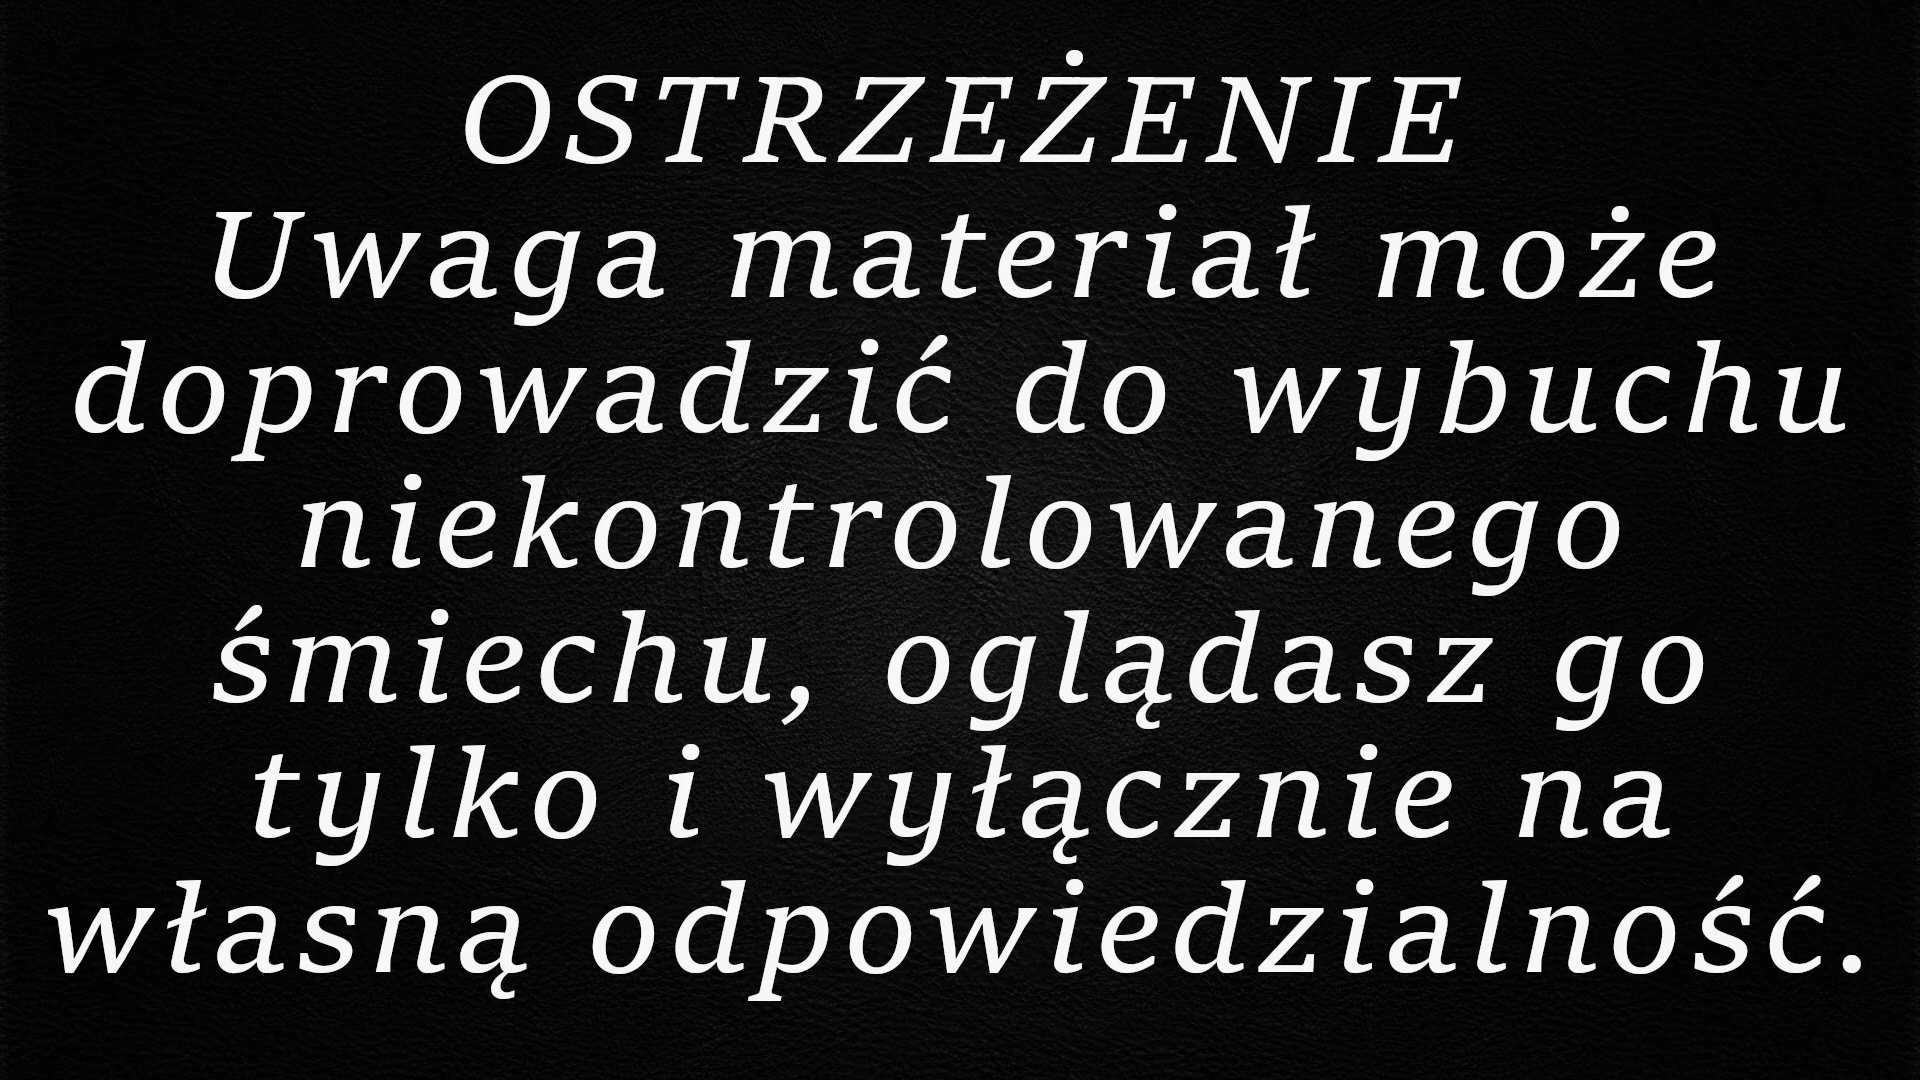 OSTRZEŻENIE
Uwaga materiał może
doprowadzić do wybuchu
niekontrolowanego
śmiechu, oglądasz go
tylko i wyłącznie na
własną odpowiedzialność.